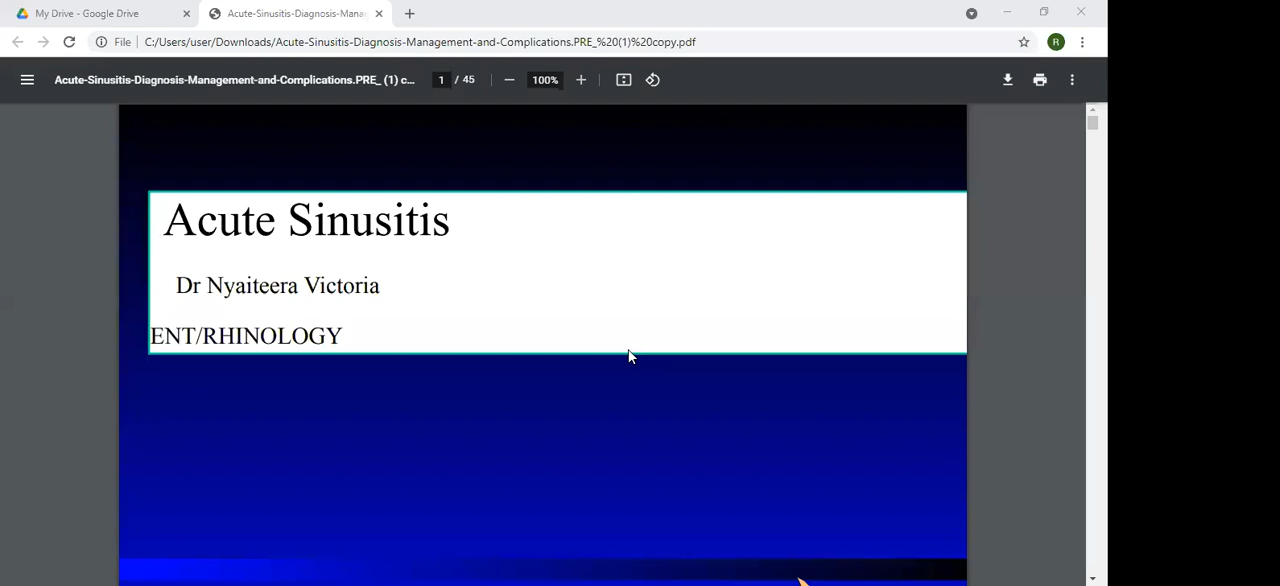 My Drive - Google Drive
Acute-Sinusitis-Diagnosis-Mana
File
C:/Users/user/Downloads/Acute-Sinusitis-Diagnosis-Management-and-Complications.PRE_%20(1)%20copy.pdf
R
Acute-Sinusitis-Diagnosis-Management-and-Complications.PRE_ (1) c...
1 / 45
100%
Acute Sinusitis
Dr Nyaiteera Victoria
ENT/RHINOLOGY